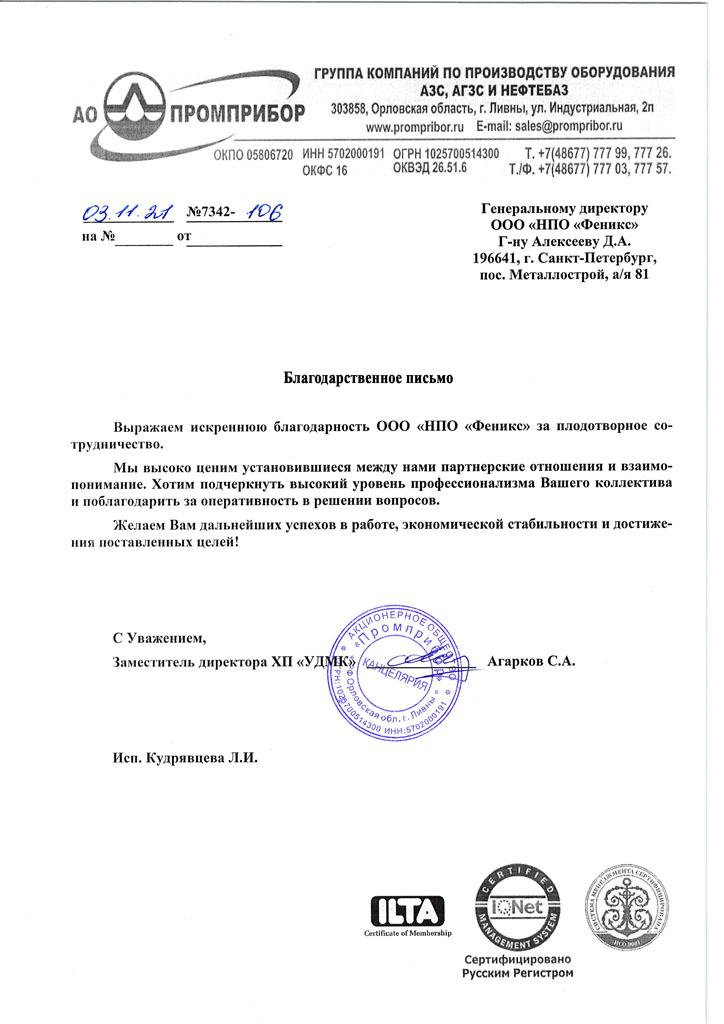 АО ПРОМПРИБОР
ГРУППА КОМПАНИЙ ПО ПРОИЗВОДСТВУ ОБОРУДОВАНИЯ
АЗС, АГЗС И НЕФТЕБАЗ
303858, Орловская область, г. Ливны, ул. Индустриальная, 2п
www.prompribor.ru E-mail: sales@prompribor.ru
ОКПО 05806720 ИНН 5702000191 ОГРН 1025700514300 Т. +7(48677) 777 99, 777 26.
ОКФС 16 ОКВЭД 26.51.6 Т./Ф. +7(48677) 777 03, 777 57.
03.11.21 №7342- 106
на №________ от____________
Генеральному директору
ООО «НПО «Феникс»
Г-ну Алексееву Д.А.
196641, г. Санкт-Петербург,
пос. Металлострой, а/я 81
Благодарственное письмо
Выражаем искреннюю благодарность ООО «НПО «Феникс» за плодотворное со-
трудничество.
Мы высоко ценим установившиеся между нами партнерские отношения и взаимо-
понимание. Хотим подчеркнуть высокий уровень профессионализма Вашего коллектива
и поблагодарить за оперативность в решении вопросов.
Желаем Вам дальнейших успехов в работе, экономической стабильности и достиже-
ния поставленных целей!
С Уважением,
Заместитель директора ХП «УДМК» Агарков С.А.
АКЦИОНЕРНОЕ ОБЩЕСТВО
«Промприбор»
КАНЦЕЛЯРИЯ
РФ Орловская обл. г. Ливны
ОГРН:1025700514300 ИНН:5702000191
Исп. Кудрявцева Л.И.
ILTA
Certificate of Membership
CERTIFIED
IQNet
MANAGEMENT SYSTEM
Сертифицировано
Русским Регистром
СИСТЕМА МЕНЕДЖМЕНТА СЕРТИФИЦИРОВАНА
ИСО 9001